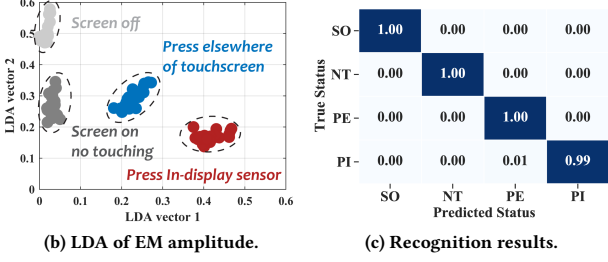 0.6
0.5
0.4
0.3
0.2
0.1
0
LDA vector 2
Screen off
Press elsewhere
of touchscreen
Screen on
no touching
Press In-display sensor
0 0.1 0.2 0.3 0.4 0.5 0.6
LDA vector 1
(b) LDA of EM amplitude.
True Status
SO 1.00 0.00 0.00 0.00
NT 0.00 1.00 0.00 0.00
PE 0.00 0.00 1.00 0.00
PI 0.00 0.00 0.01 0.99
SO NT PE PI
Predicted Status
(c) Recognition results.